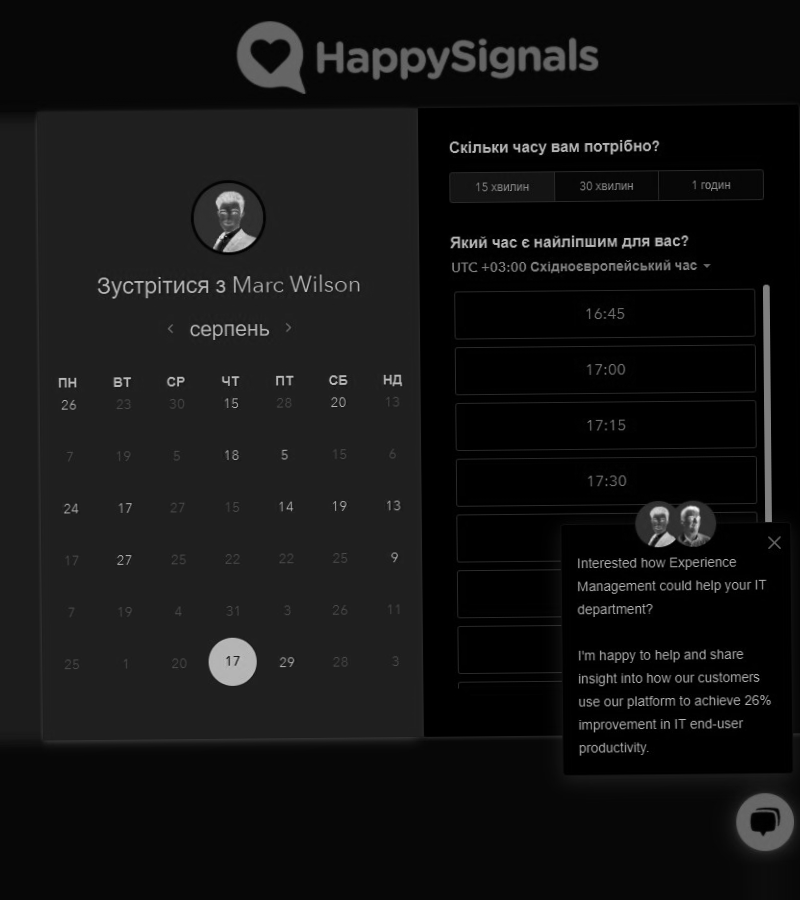 HappySignals
Зустрітися з Marc Wilson
серпень
ПН ВТ СР ЧТ ПТ СБ НД
26 23 30 15 28 20 13
7 19 5 18 5 15 6
24 17 27 15 14 19 13
17 27 25 22 22 25 9
7 19 4 31 3 26 11
25 1 20 17 29 28 3
Скільки часу вам потрібно?
15 хвилин 30 хвилин 1 годин
Який час є найліпшим для вас?
UTC +03:00 Східноєвропейський час
16:45
17:00
17:15
17:30
Interested how Experience
Management could help your IT
department?
I'm happy to help and share
insight into how our customers
use our platform to achieve 26%
improvement in IT end-user
productivity.